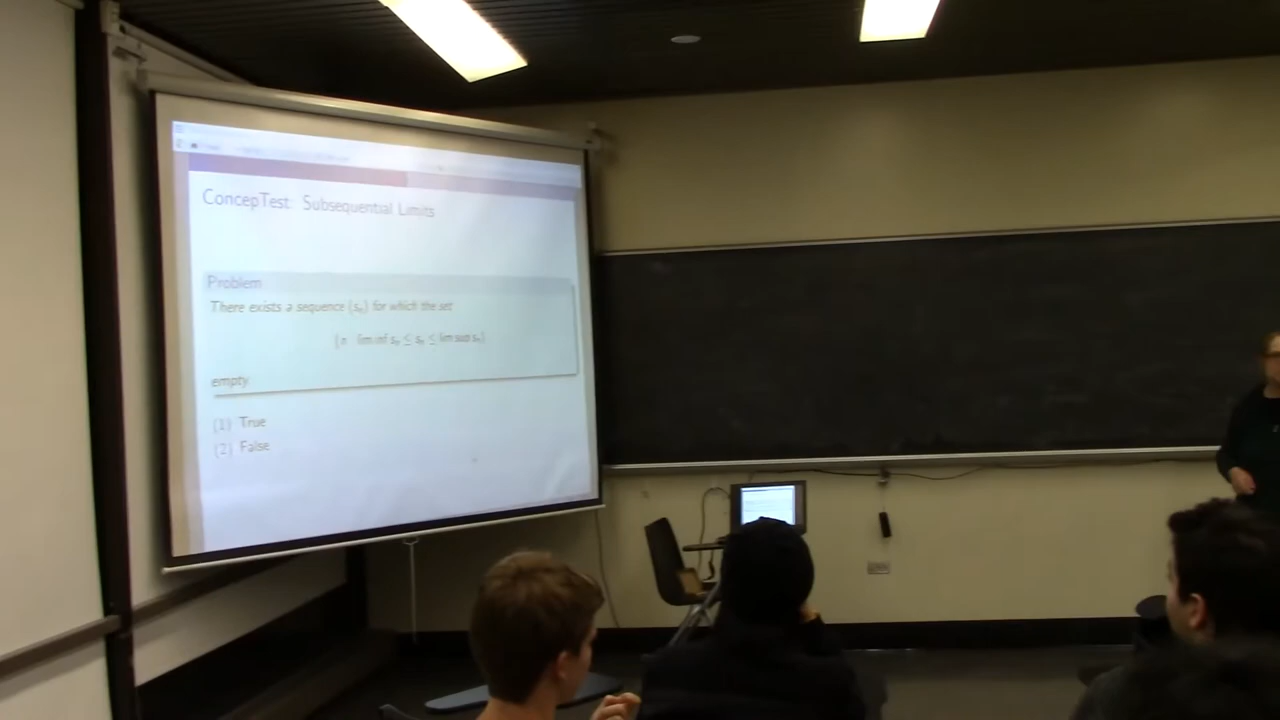 ConcepTest: Subsequential Limits
Problem
There exists a sequence (sₙ) for which the set
{n lim inf sₙ ≤ sₙ ≤ lim sup sₙ}
empty
(1) True
(2) False